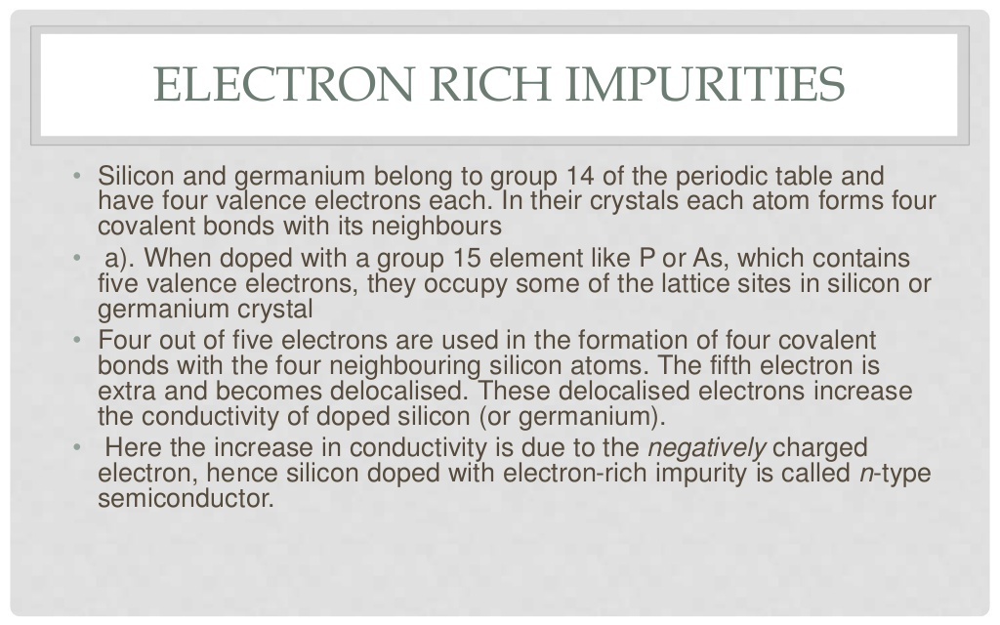 ELECTRON RICH IMPURITIES
• Silicon and germanium belong to group 14 of the periodic table and
have four valence electrons each. In their crystals each atom forms four
covalent bonds with its neighbours
• a). When doped with a group 15 element like P or As, which contains
five valence electrons, they occupy some of the lattice sites in silicon or
germanium crystal
• Four out of five electrons are used in the formation of four covalent
bonds with the four neighbouring silicon atoms. The fifth electron is
extra and becomes delocalised. These delocalised electrons increase
the conductivity of doped silicon (or germanium).
• Here the increase in conductivity is due to the negatively charged
electron, hence silicon doped with electron-rich impurity is called n-type
semiconductor.